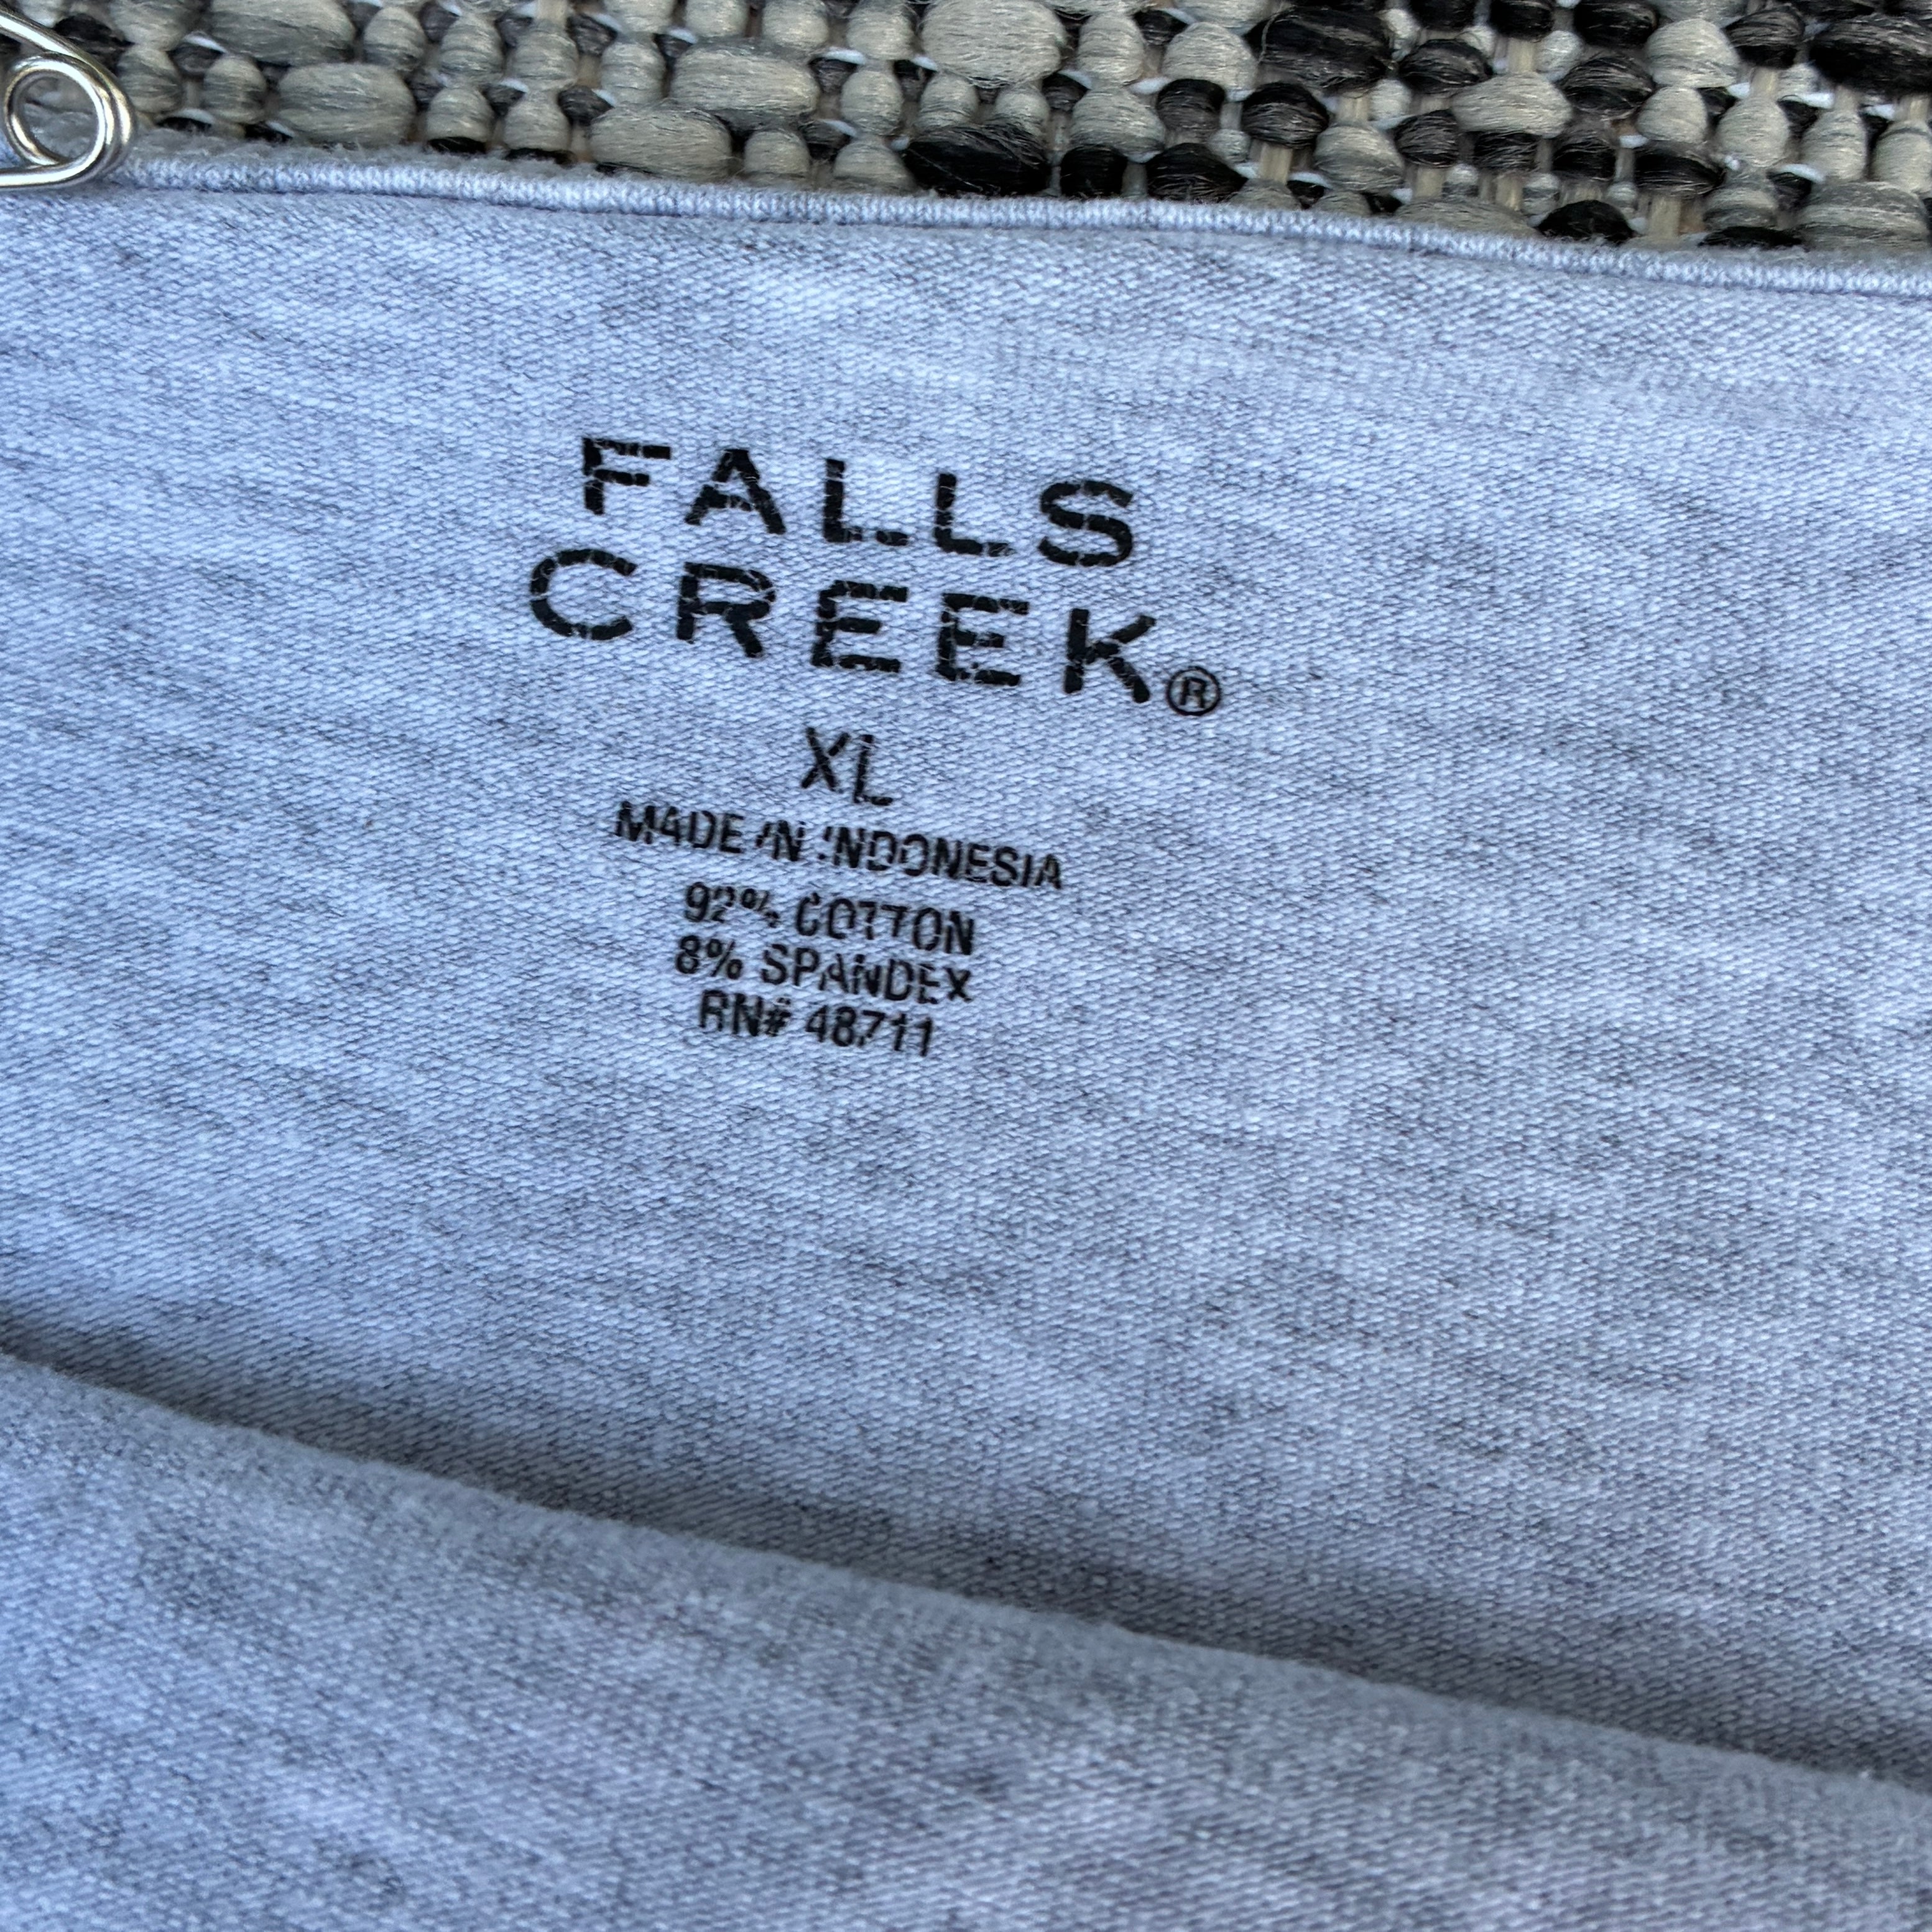 FALLS
CREEK®
XL
MADE IN INDONESIA
92% COTTON
8% SPANDEX
RN# 48711